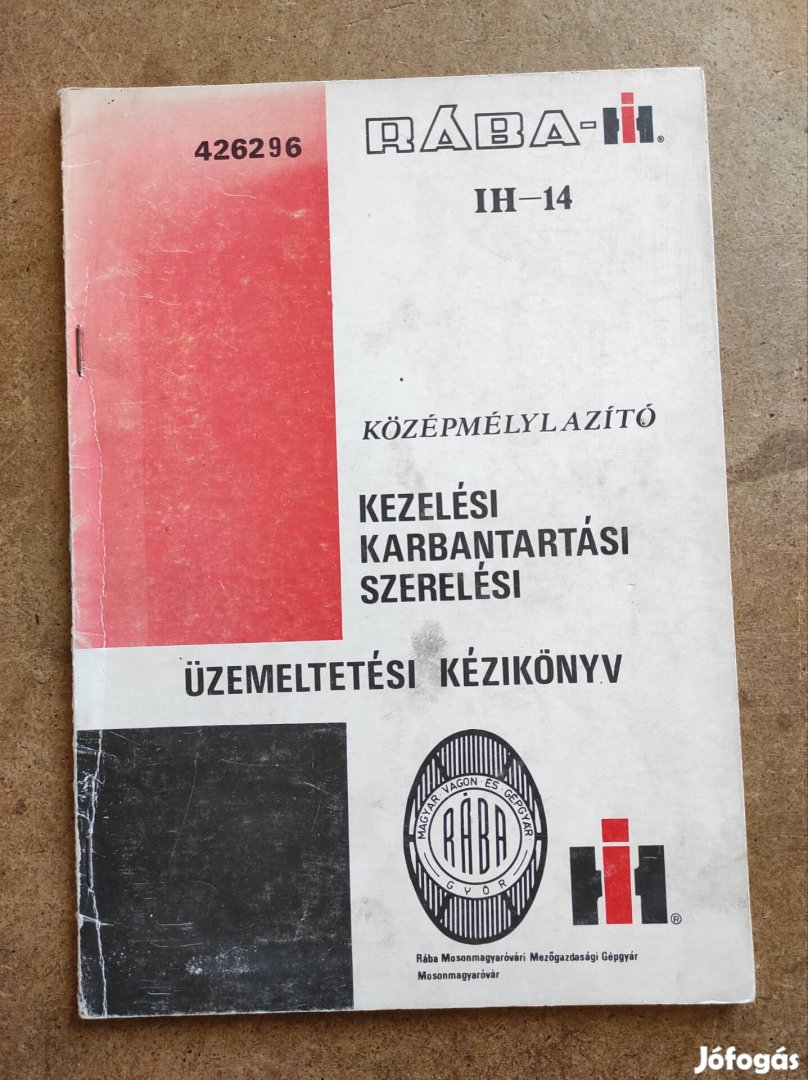 426296
RÁBA-IH®
IH-14
KÖZÉPMÉLYLAZÍTÓ
KEZELÉSI
KARBANTARTÁSI
SZERELÉSI
ÜZEMELTETÉSI KÉZIKÖNYV
MAGYAR · VAGON · ÉS · GÉPGYÁR
RÁBA
GYŐR
IH®
Rába Mosonmagyaróvári Mezőgazdasági Gépgyár
Mosonmagyaróvár
Jófogás